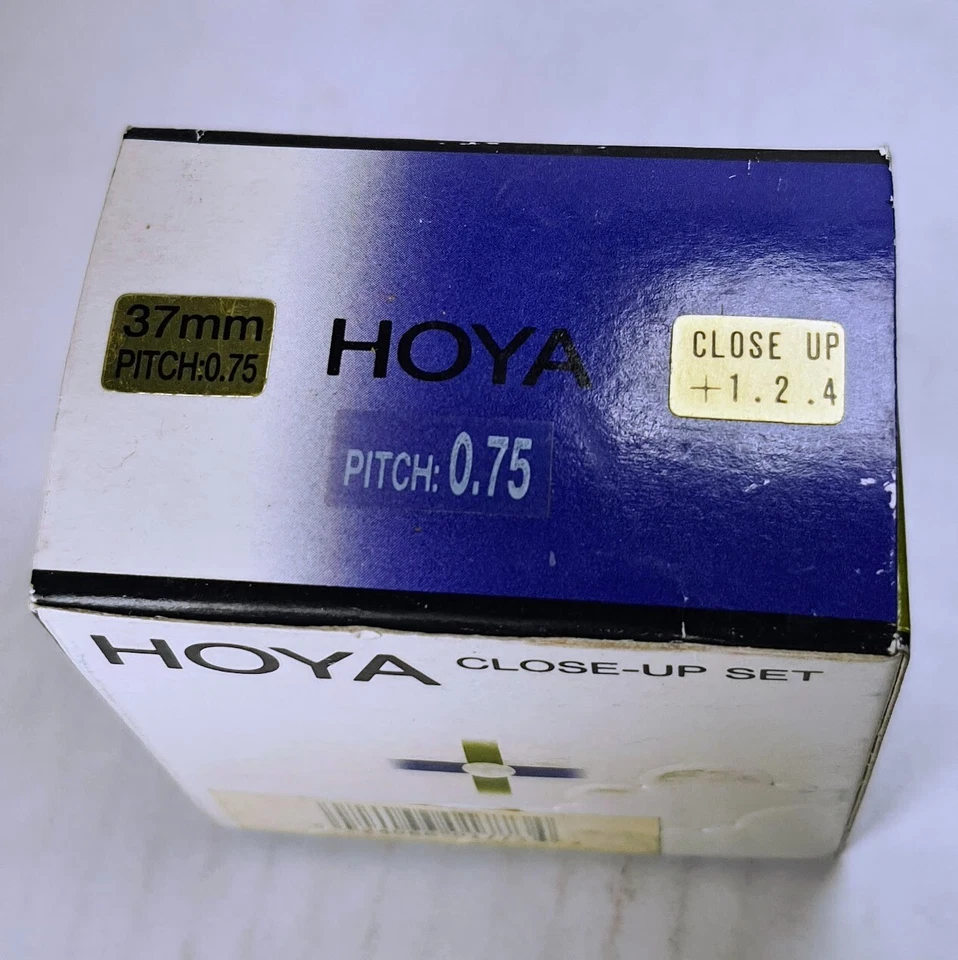 37mm
PITCH:0.75
HOYA
PITCH: 0.75
CLOSE UP
+1.2.4
HOYA CLOSE-UP SET